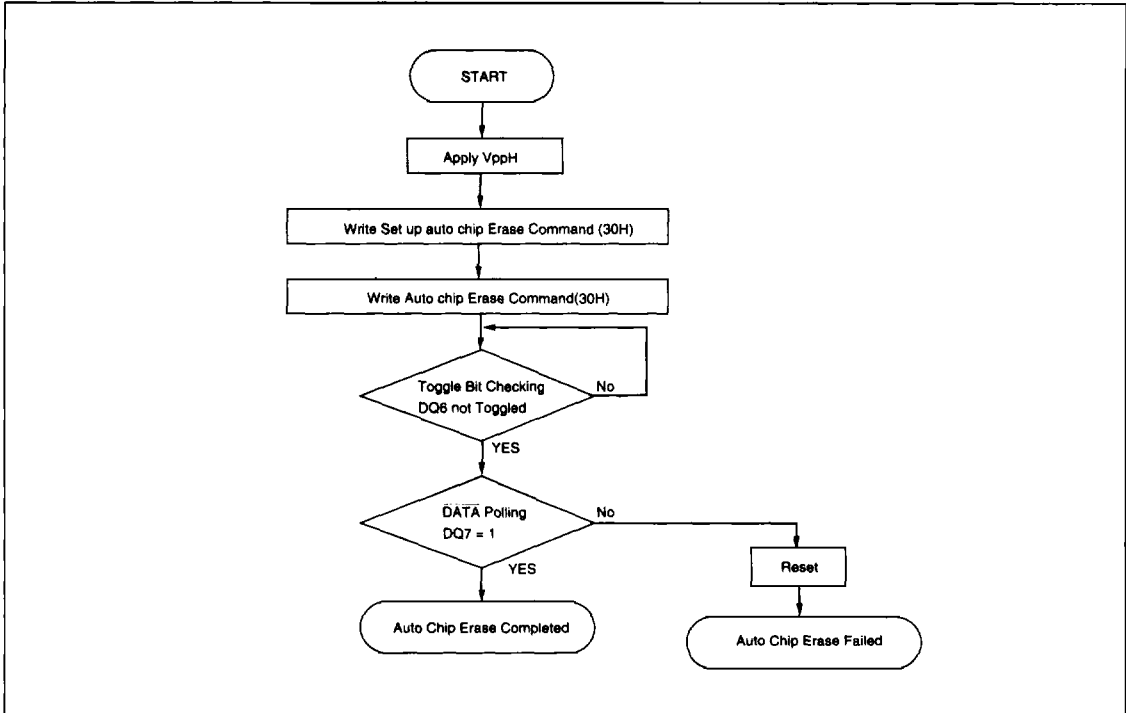 START
Apply VppH
Write Set up auto chip Erase Command (30H)
Write Auto chip Erase Command(30H)
Toggle Bit Checking
DQ6 not Toggled
No
YES
DATA Polling
DQ7 = 1
No
YES
Reset
Auto Chip Erase Completed
Auto Chip Erase Failed